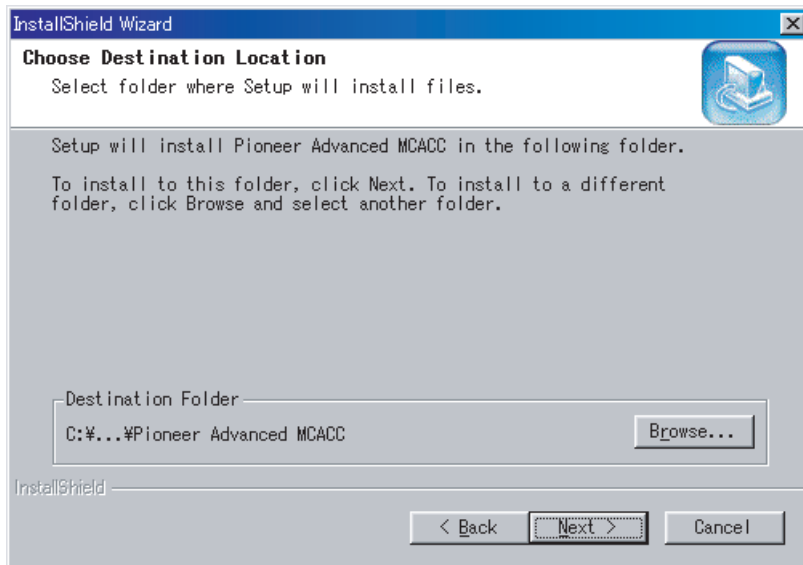 InstallShield Wizard
Choose Destination Location
Select folder where Setup will install files.
Setup will install Pioneer Advanced MCACC in the following folder.
To install to this folder, click Next. To install to a different
folder, click Browse and select another folder.
Destination Folder
C:¥...¥Pioneer Advanced MCACC
Browse...
InstallShield
< Back
Next >
Cancel